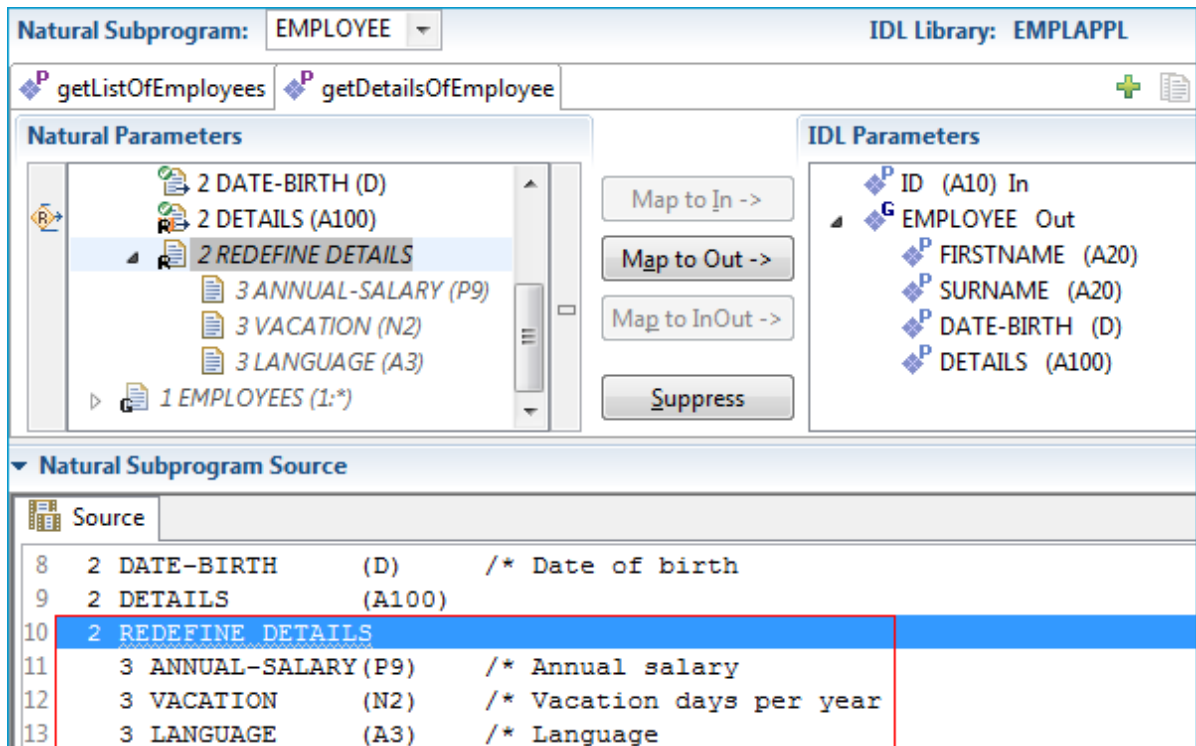 Natural Subprogram: EMPLOYEE IDL Library: EMPLAPPL
P getListOfEmployees P getDetailsOfEmployee
Natural Parameters
R
2 DATE-BIRTH (D)
R 2 DETAILS (A100)
R 2 REDEFINE DETAILS
3 ANNUAL-SALARY (P9)
3 VACATION (N2)
3 LANGUAGE (A3)
G 1 EMPLOYEES (1:*)
Map to In ->
Map to Out ->
Map to InOut ->
Suppress
IDL Parameters
P ID (A10) In
G EMPLOYEE Out
P FIRSTNAME (A20)
P SURNAME (A20)
P DATE-BIRTH (D)
P DETAILS (A100)
Natural Subprogram Source
Source
8 2 DATE-BIRTH (D) /* Date of birth
9 2 DETAILS (A100)
10 2 REDEFINE DETAILS
11 3 ANNUAL-SALARY(P9) /* Annual salary
12 3 VACATION (N2) /* Vacation days per year
13 3 LANGUAGE (A3) /* Language